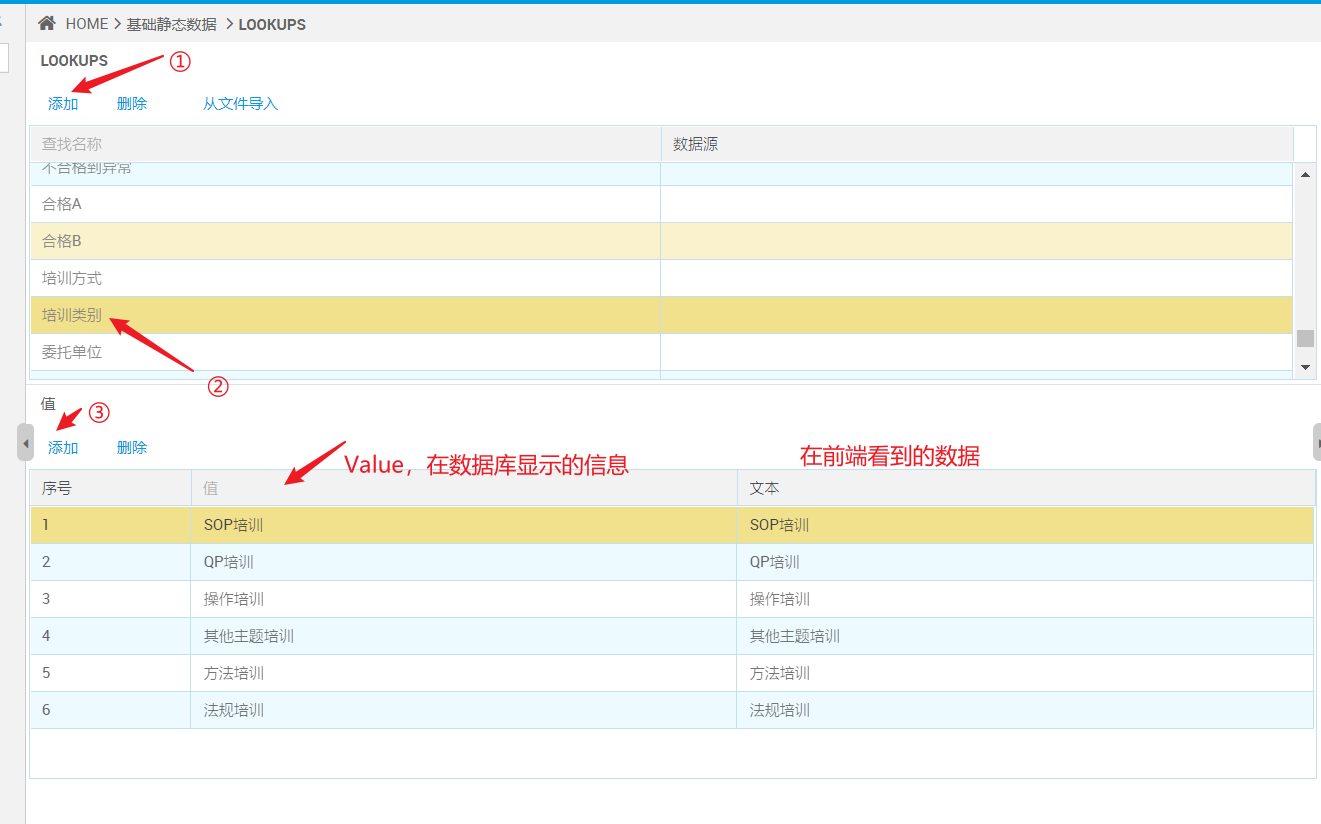 HOME > 基础静态数据 > LOOKUPS
LOOKUPS
①
添加 删除 从文件导入
查找名称 数据源
不合格到异常
合格A
合格B
培训方式
培训类别
委托单位
②
值
③
添加 删除
Value，在数据库显示的信息
在前端看到的数据
序号 值 文本
1 SOP培训 SOP培训
2 QP培训 QP培训
3 操作培训 操作培训
4 其他主题培训 其他主题培训
5 方法培训 方法培训
6 法规培训 法规培训